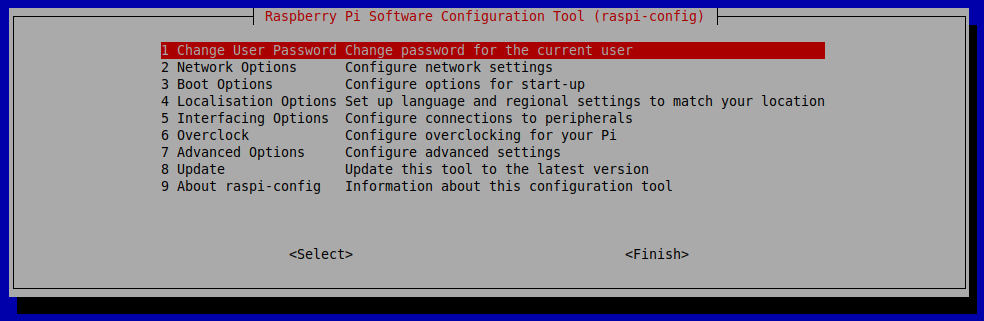 Raspberry Pi Software Configuration Tool (raspi-config)
1 Change User Password Change password for the current user
2 Network Options Configure network settings
3 Boot Options Configure options for start-up
4 Localisation Options Set up language and regional settings to match your location
5 Interfacing Options Configure connections to peripherals
6 Overclock Configure overclocking for your Pi
7 Advanced Options Configure advanced settings
8 Update Update this tool to the latest version
9 About raspi-config Information about this configuration tool
<Select> <Finish>